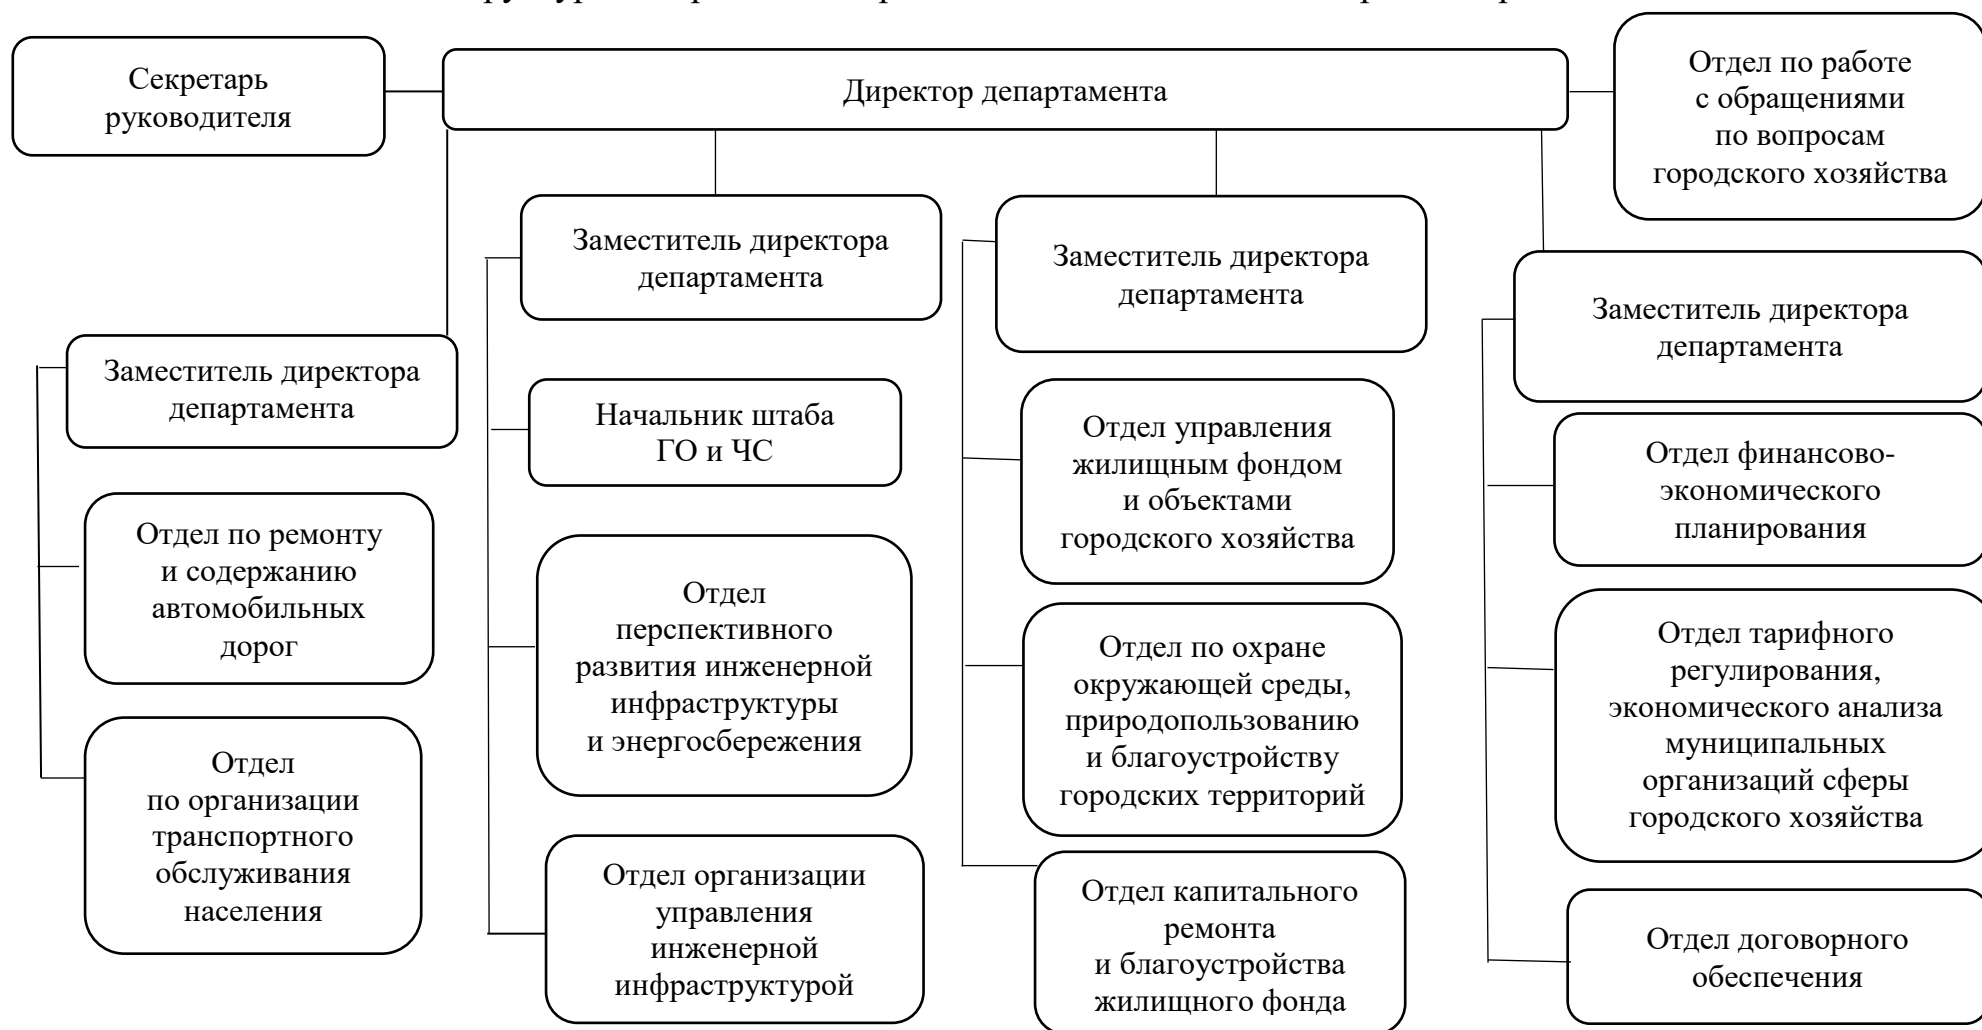 Секретарь
руководителя
Директор департамента
Отдел по работе
с обращениями
по вопросам
городского хозяйства
Заместитель директора
департамента
Отдел по ремонту
и содержанию
автомобильных
дорог
Отдел
по организации
транспортного
обслуживания
населения
Заместитель директора
департамента
Начальник штаба
ГО и ЧС
Отдел
перспективного
развития инженерной
инфраструктуры
и энергосбережения
Отдел организации
управления
инженерной
инфраструктурой
Заместитель директора
департамента
Отдел управления
жилищным фондом
и объектами
городского хозяйства
Отдел по охране
окружающей среды,
природопользованию
и благоустройству
городских территорий
Отдел капитального
ремонта
и благоустройства
жилищного фонда
Заместитель директора
департамента
Отдел финансово-
экономического
планирования
Отдел тарифного
регулирования,
экономического анализа
муниципальных
организаций сферы
городского хозяйства
Отдел договорного
обеспечения